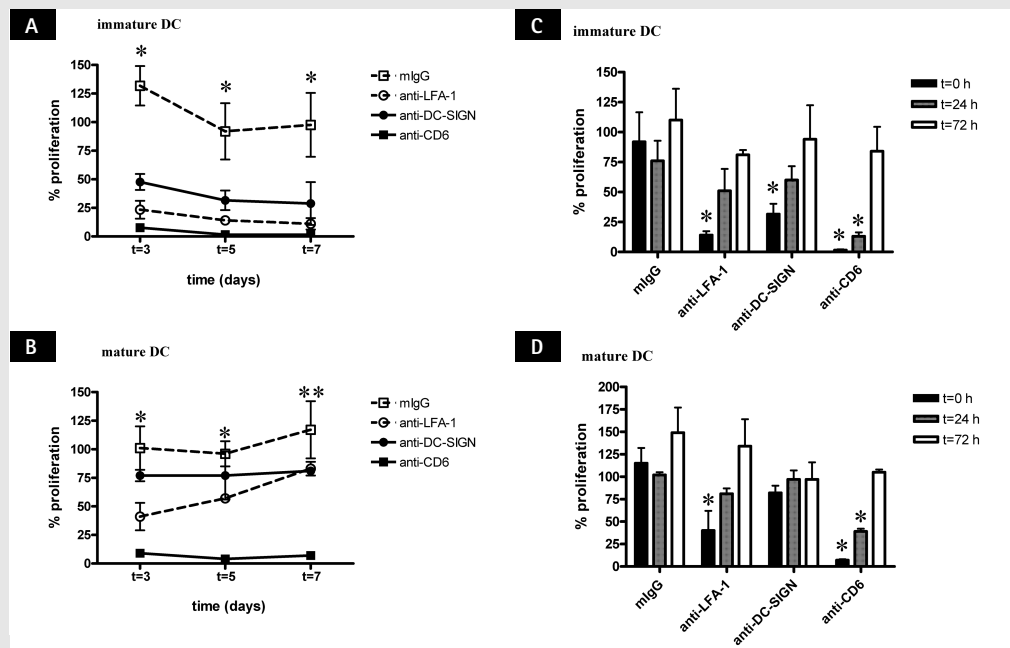 A
immature DC
*
*
*
150
125
100
75
50
25
0
% proliferation
t=3
t=5
t=7
time (days)
mIgG
anti-LFA-1
anti-DC-SIGN
anti-CD6
C
immature DC
150
125
100
75
50
25
0
% proliferation
*
*
*
*
mIgG
anti-LFA-1
anti-DC-SIGN
anti-CD6
t=0 h
t=24 h
t=72 h
B
mature DC
*
*
**
150
125
100
75
50
25
0
% proliferation
t=3
t=5
t=7
time (days)
mIgG
anti-LFA-1
anti-DC-SIGN
anti-CD6
D
mature DC
200
175
150
125
100
75
50
25
0
% proliferation
*
*
*
mIgG
anti-LFA-1
anti-DC-SIGN
anti-CD6
t=0 h
t=24 h
t=72 h